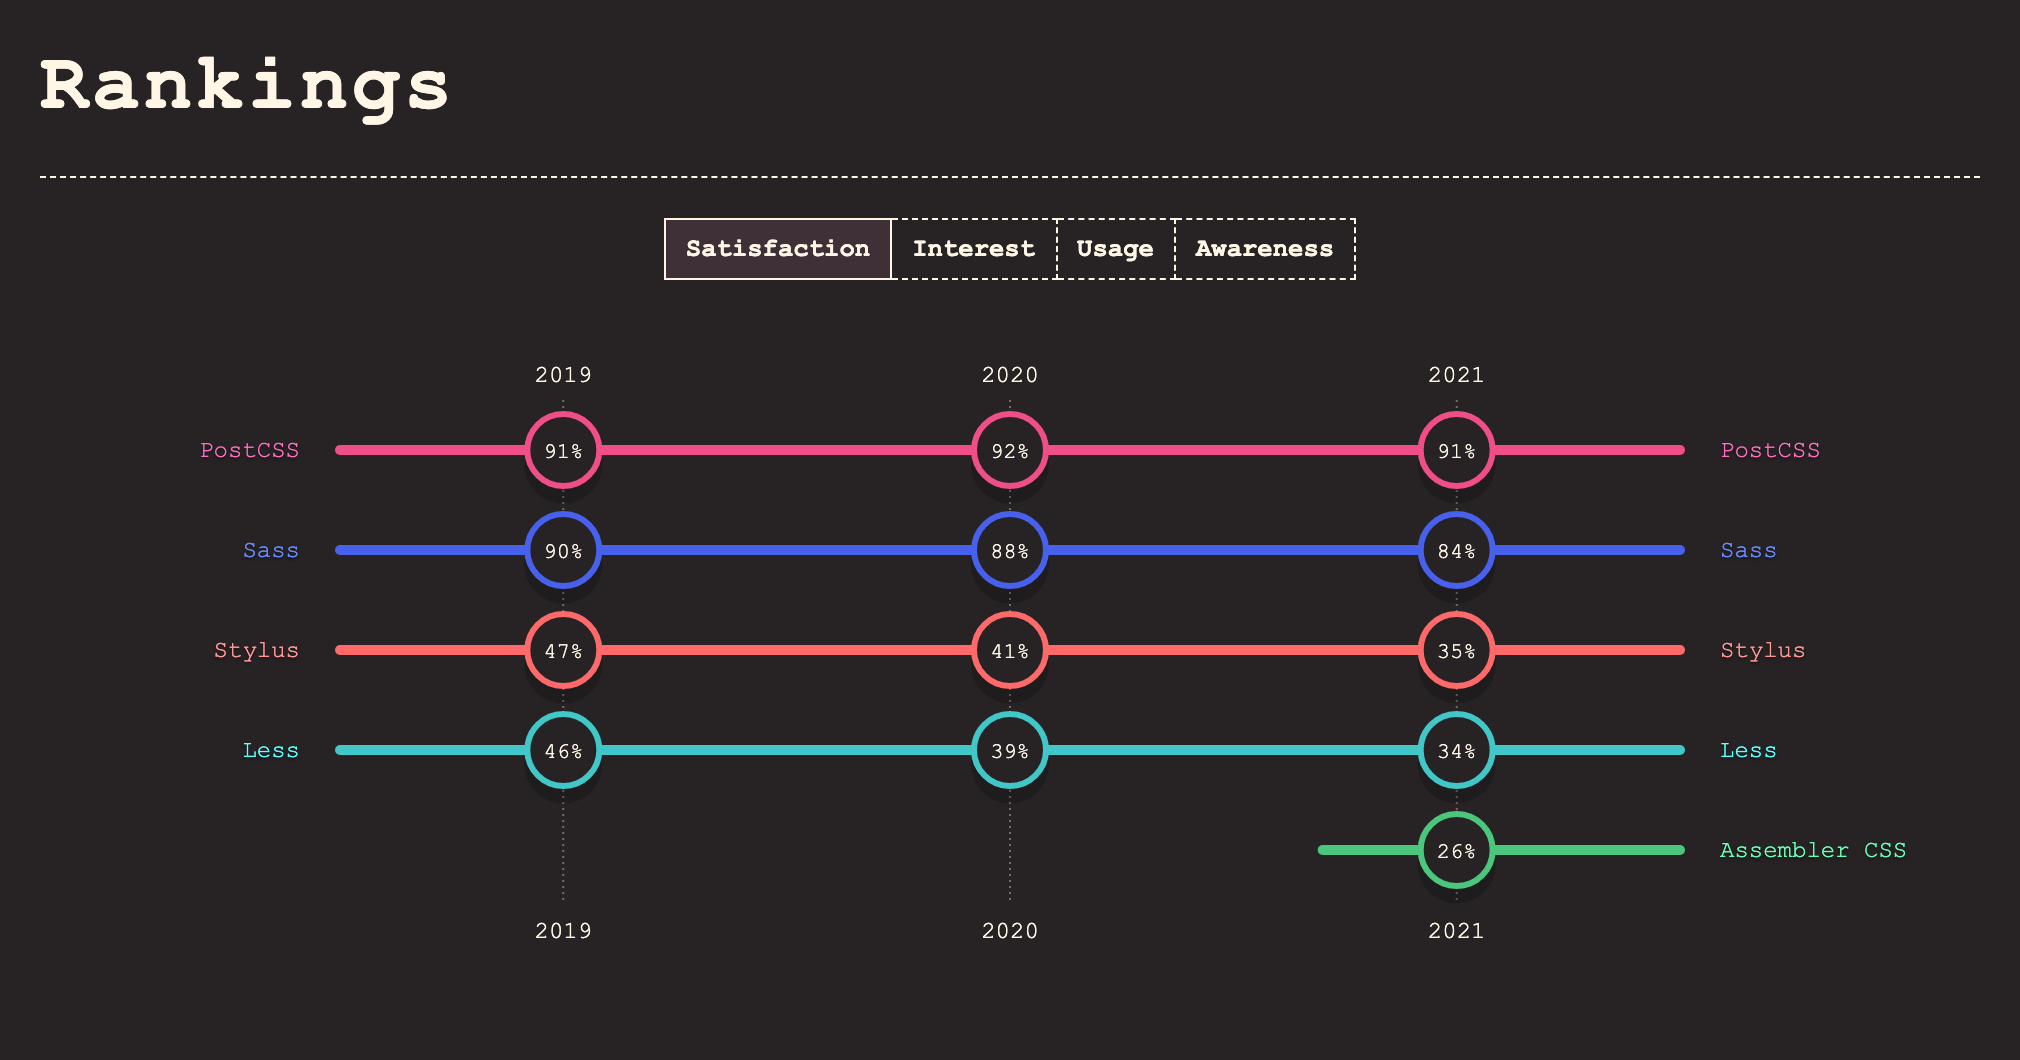 Rankings
Satisfaction Interest Usage Awareness
2019 2020 2021
PostCSS 91% 92% 91% PostCSS
Sass 90% 88% 84% Sass
Stylus 47% 41% 35% Stylus
Less 46% 39% 34% Less
26% Assembler CSS
2019 2020 2021